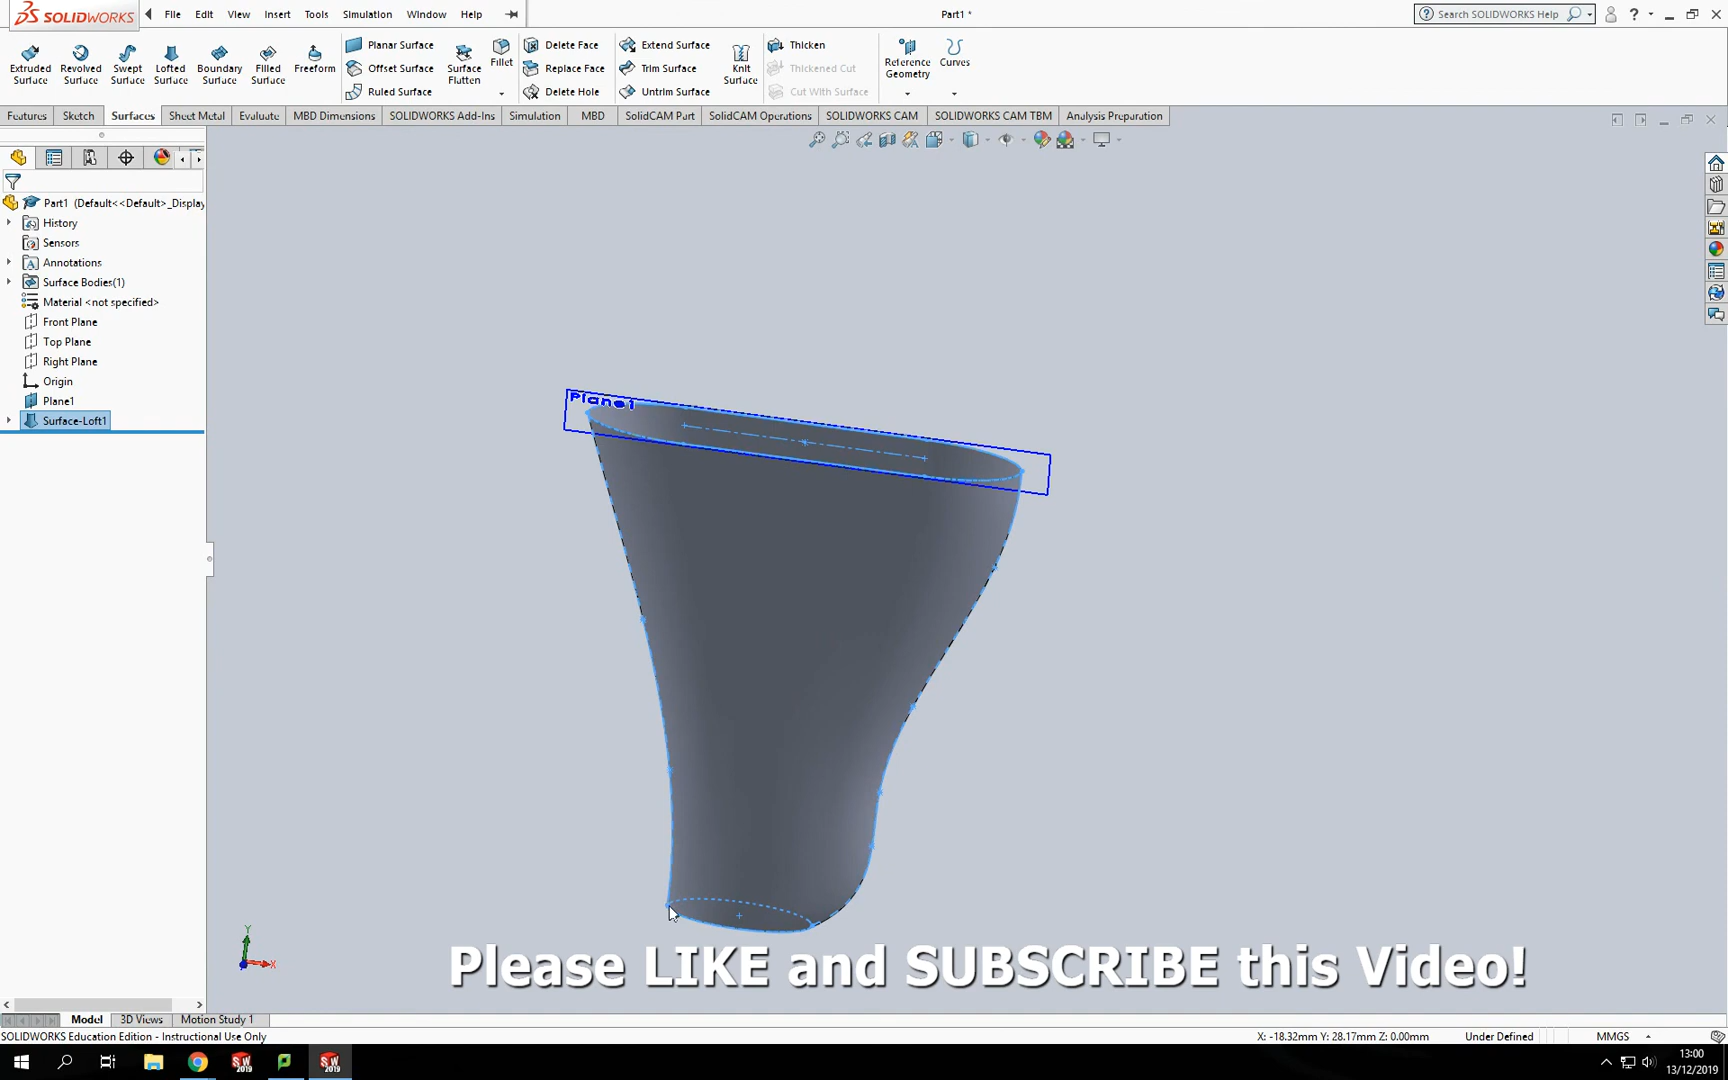 SOLIDWORKS File Edit View Insert Tools Simulation Window Help Part1 * Search SOLIDWORKS Help ?
Extruded Surface Revolved Surface Swept Surface Lofted Surface Boundary Surface Filled Surface Freeform Planar Surface Offset Surface Ruled Surface Surface Flatten Fillet Delete Face Replace Face Delete Hole Extend Surface Trim Surface Untrim Surface Knit Surface Thicken Thickened Cut Cut With Surface Reference Geometry Curves
Features Sketch Surfaces Sheet Metal Evaluate MBD Dimensions SOLIDWORKS Add-Ins Simulation MBD SolidCAM Part SolidCAM Operations SOLIDWORKS CAM SOLIDWORKS CAM TBM Analysis Preparation
Part1 (Default<<Default>_Display
History
Sensors
Annotations
Surface Bodies(1)
Material <not specified>
Front Plane
Top Plane
Right Plane
Origin
Plane1
Surface-Loft1
Plane1
Y
X
Please LIKE and SUBSCRIBE this Video!
Model 3D Views Motion Study 1
SOLIDWORKS Education Edition - Instructional Use Only X: -18.32mm Y: 28.17mm Z: 0.00mm Under Defined MMGS
SW 2019 SW 2019 13:00
13/12/2019